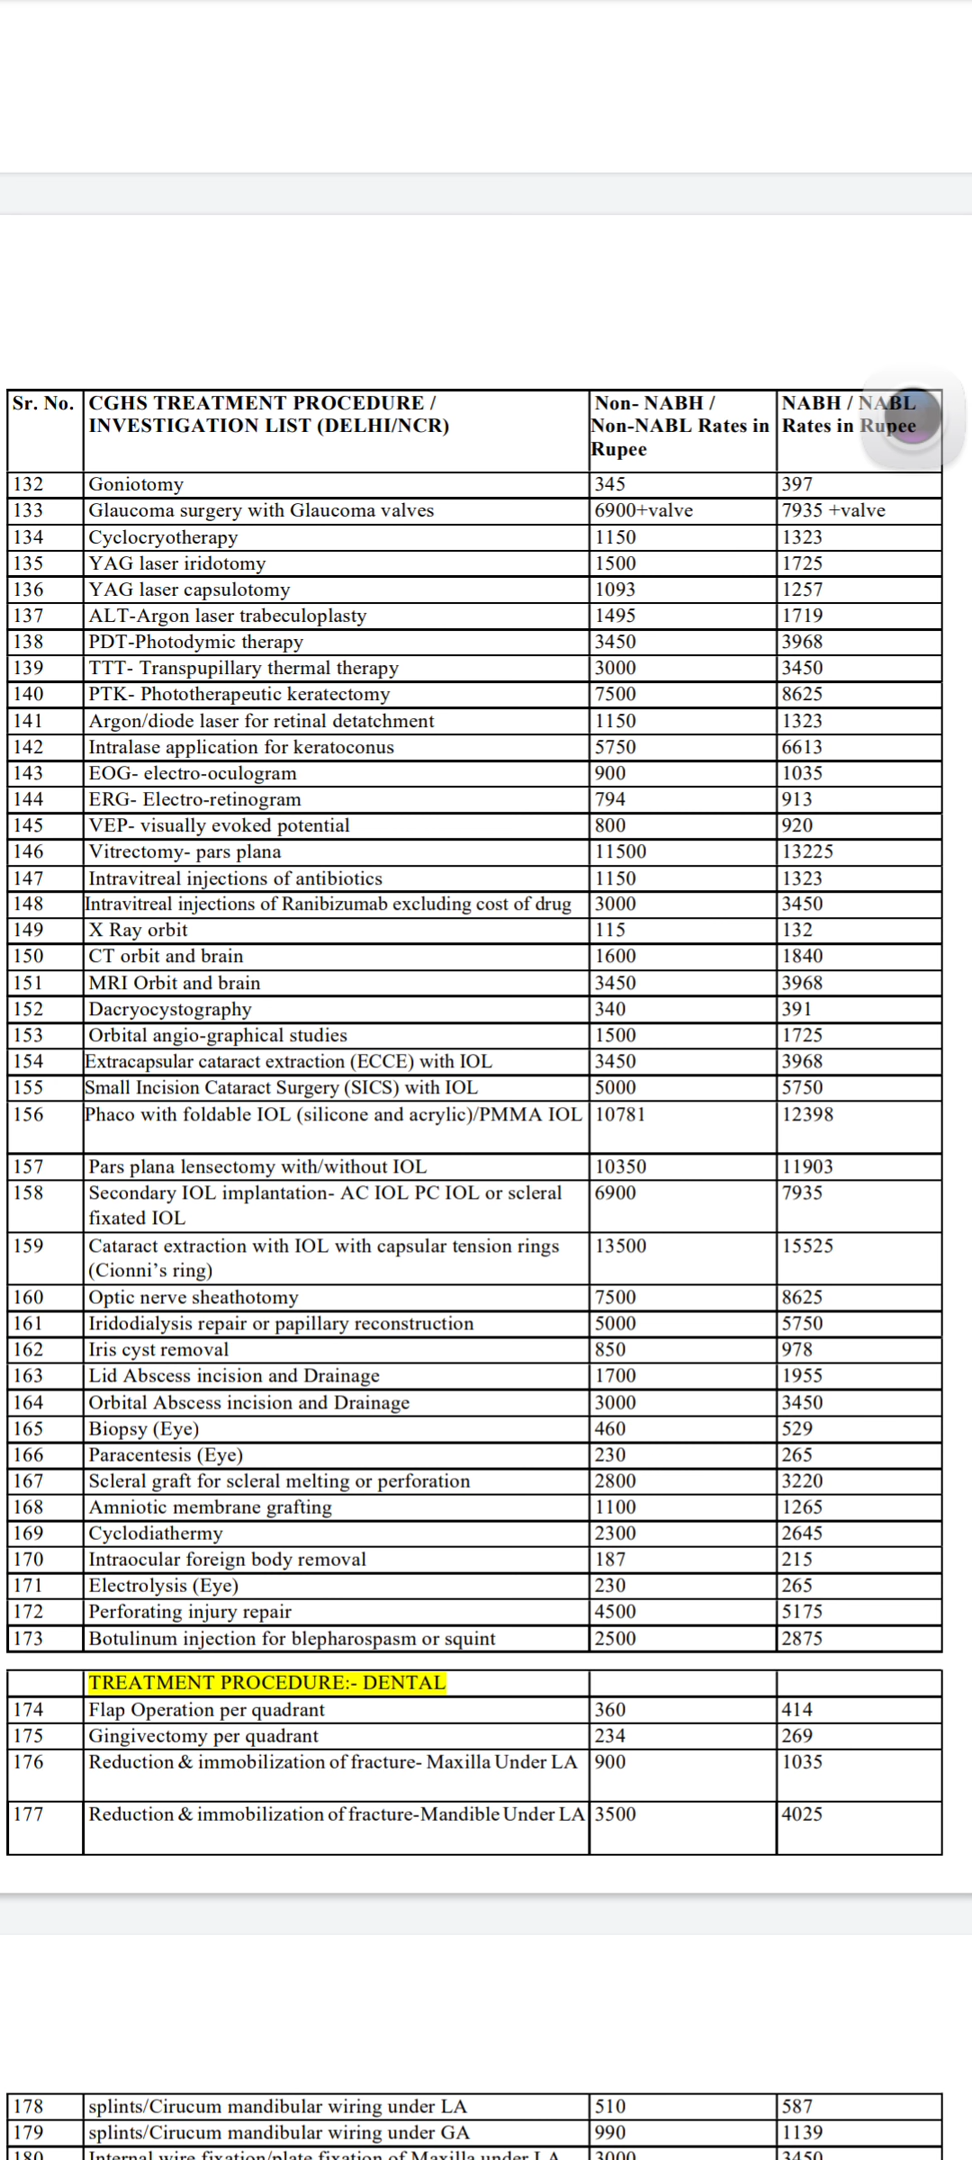 Sr. No. CGHS TREATMENT PROCEDURE / Non- NABH / NABH / NABL
INVESTIGATION LIST (DELHI/NCR) Non-NABL Rates in Rates in Rupee
Rupee
132 Goniotomy 345 397
133 Glaucoma surgery with Glaucoma valves 6900+valve 7935 +valve
134 Cyclocryotherapy 1150 1323
135 YAG laser iridotomy 1500 1725
136 YAG laser capsulotomy 1093 1257
137 ALT-Argon laser trabeculoplasty 1495 1719
138 PDT-Photodymic therapy 3450 3968
139 TTT- Transpupillary thermal therapy 3000 3450
140 PTK- Phototherapeutic keratectomy 7500 8625
141 Argon/diode laser for retinal detatchment 1150 1323
142 Intralase application for keratoconus 5750 6613
143 EOG- electro-oculogram 900 1035
144 ERG- Electro-retinogram 794 913
145 VEP- visually evoked potential 800 920
146 Vitrectomy- pars plana 11500 13225
147 Intravitreal injections of antibiotics 1150 1323
148 Intravitreal injections of Ranibizumab excluding cost of drug 3000 3450
149 X Ray orbit 115 132
150 CT orbit and brain 1600 1840
151 MRI Orbit and brain 3450 3968
152 Dacryocystography 340 391
153 Orbital angio-graphical studies 1500 1725
154 Extracapsular cataract extraction (ECCE) with IOL 3450 3968
155 Small Incision Cataract Surgery (SICS) with IOL 5000 5750
156 Phaco with foldable IOL (silicone and acrylic)/PMMA IOL 10781 12398
157 Pars plana lensectomy with/without IOL 10350 11903
158 Secondary IOL implantation- AC IOL PC IOL or scleral 6900 7935
fixated IOL
159 Cataract extraction with IOL with capsular tension rings 13500 15525
(Cionni’s ring)
160 Optic nerve sheathotomy 7500 8625
161 Iridodialysis repair or papillary reconstruction 5000 5750
162 Iris cyst removal 850 978
163 Lid Abscess incision and Drainage 1700 1955
164 Orbital Abscess incision and Drainage 3000 3450
165 Biopsy (Eye) 460 529
166 Paracentesis (Eye) 230 265
167 Scleral graft for scleral melting or perforation 2800 3220
168 Amniotic membrane grafting 1100 1265
169 Cyclodiathermy 2300 2645
170 Intraocular foreign body removal 187 215
171 Electrolysis (Eye) 230 265
172 Perforating injury repair 4500 5175
173 Botulinum injection for blepharospasm or squint 2500 2875
TREATMENT PROCEDURE:- DENTAL
174 Flap Operation per quadrant 360 414
175 Gingivectomy per quadrant 234 269
176 Reduction & immobilization of fracture- Maxilla Under LA 900 1035
177 Reduction & immobilization of fracture-Mandible Under LA 3500 4025
178 splints/Cirucum mandibular wiring under LA 510 587
179 splints/Cirucum mandibular wiring under GA 990 1139
180 Internal wire fixation/plate fixation of Maxilla under LA 3000 3450